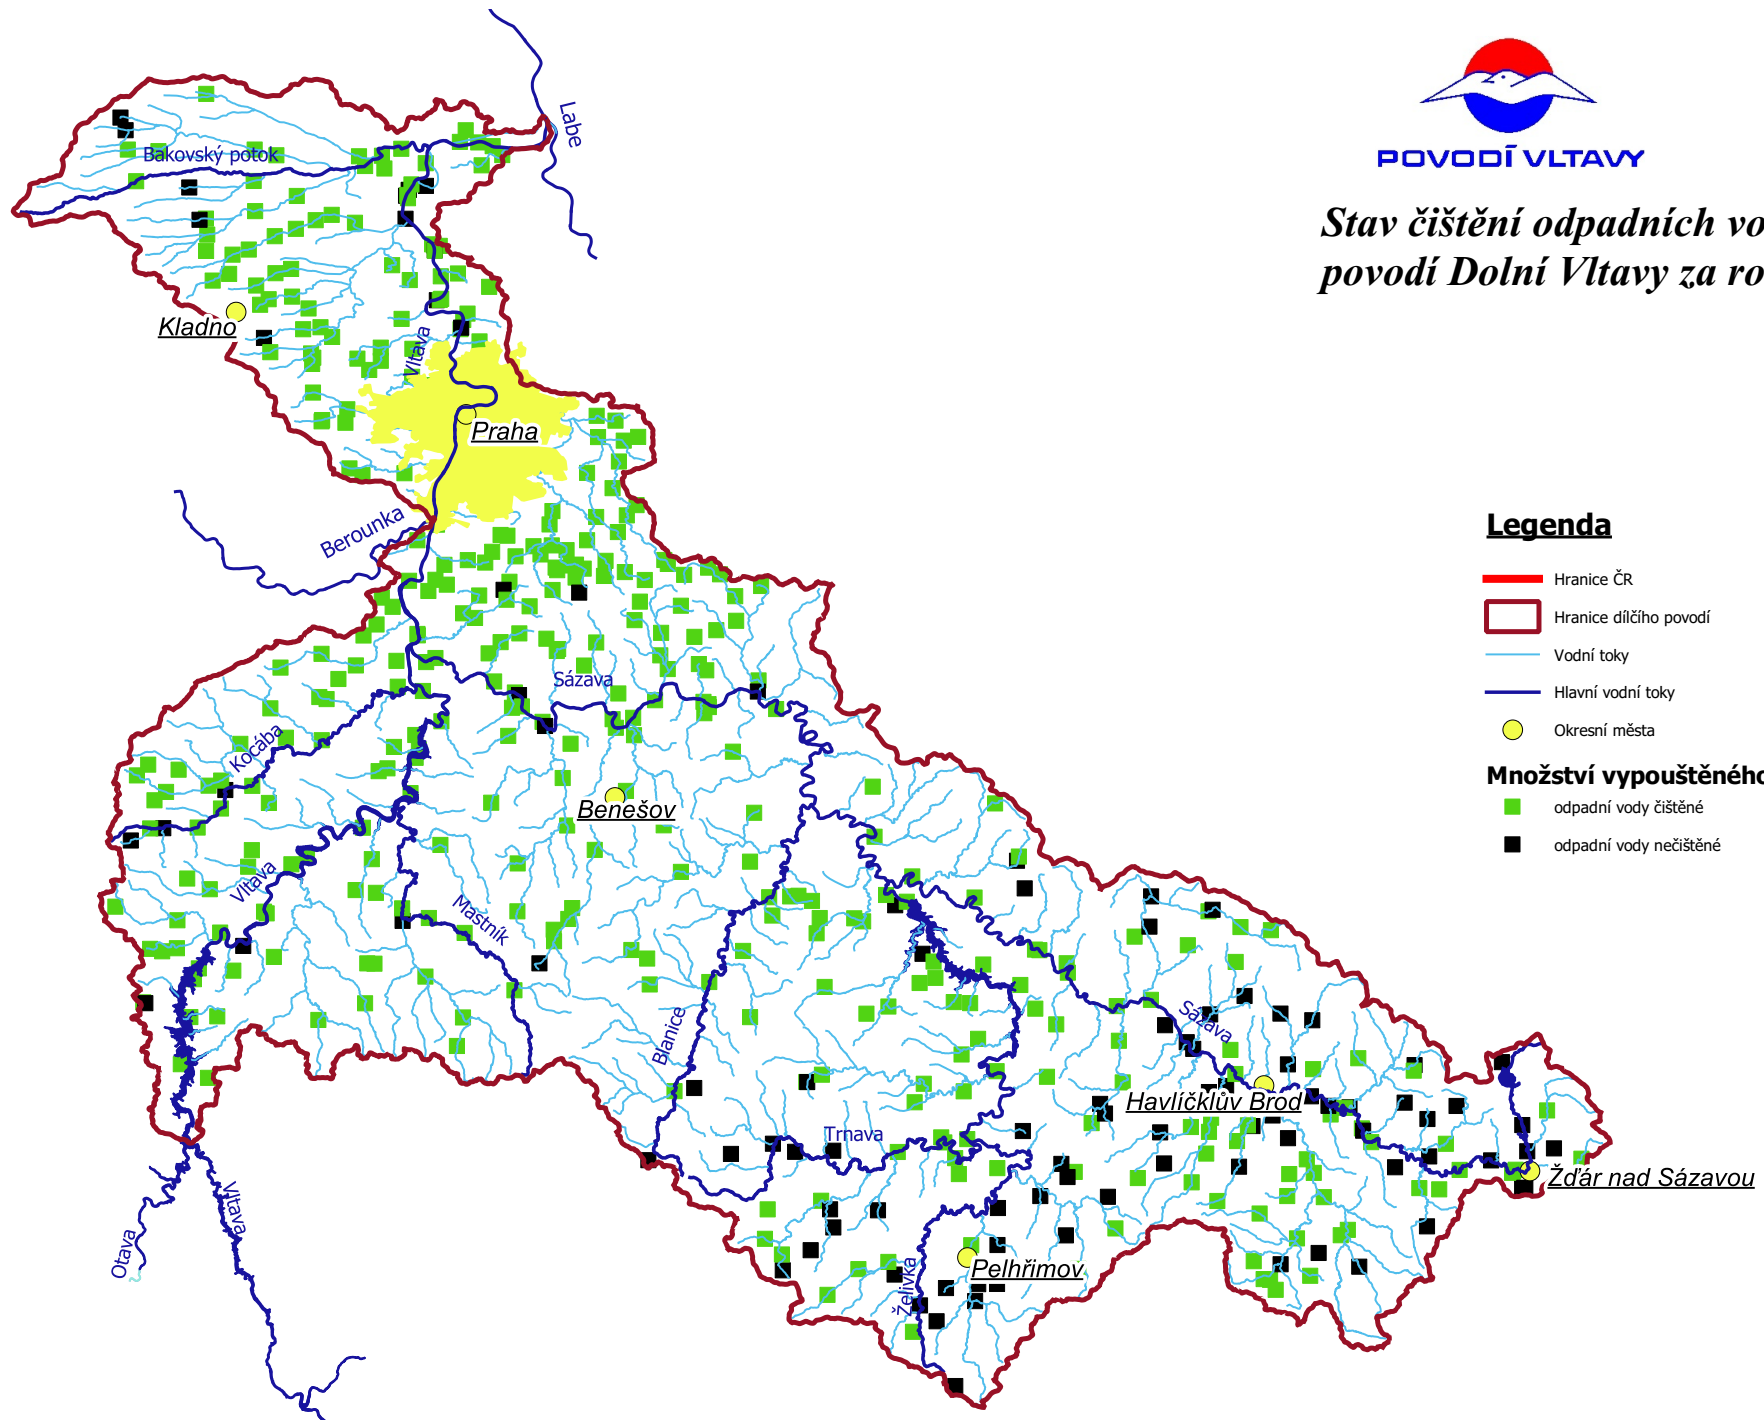 POVODÍ VLTAVY
Stav čištění odpadních vo
povodí Dolní Vltavy za ro
Labe
Bakovský potok
Kladno
Vltava
Praha
Berounka
Sázava
Kocába
Benešov
Vltava
Mastník
Blanice
Sázava
Havlíčklův Brod
Trnava
Žďár nad Sázavou
Otava
Vltava
Želivka
Pelhřimov
Legenda
Hranice ČR
Hranice dílčího povodí
Vodní toky
Hlavní vodní toky
Okresní města
Množství vypouštěného
odpadní vody čištěné
odpadní vody nečištěné